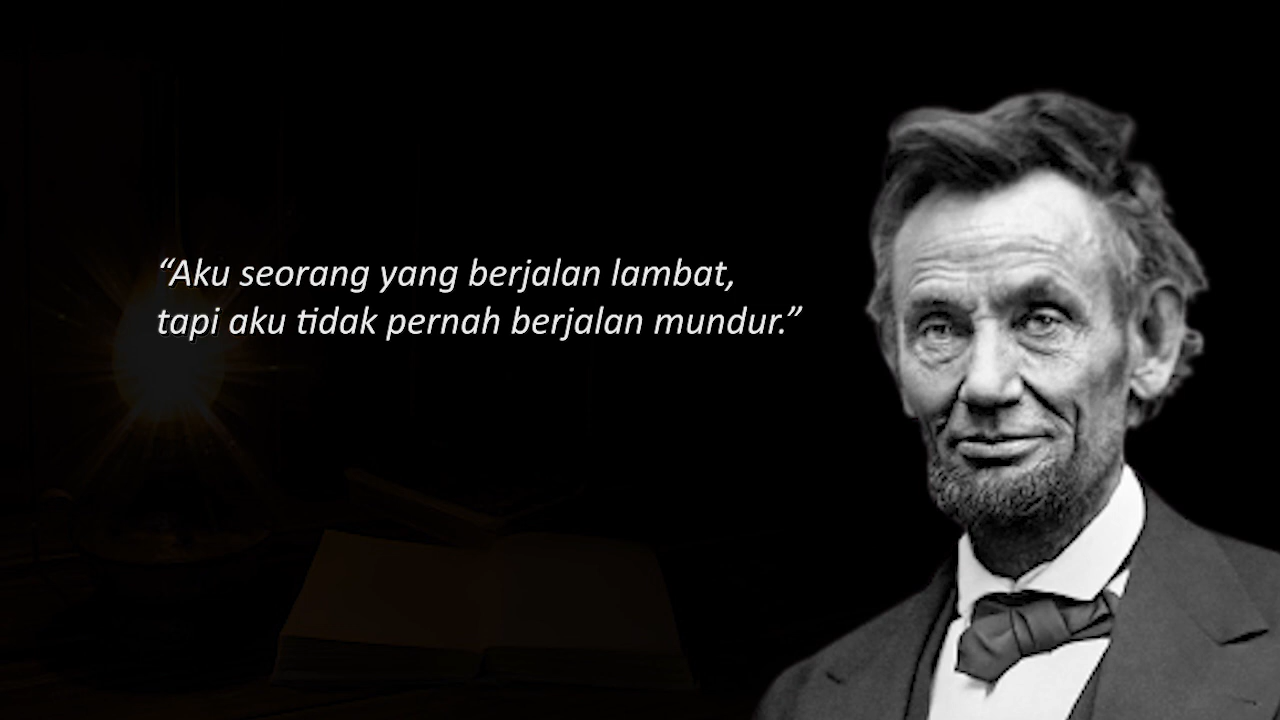 “Aku seorang yang berjalan lambat,
tapi aku tidak pernah berjalan mundur.”